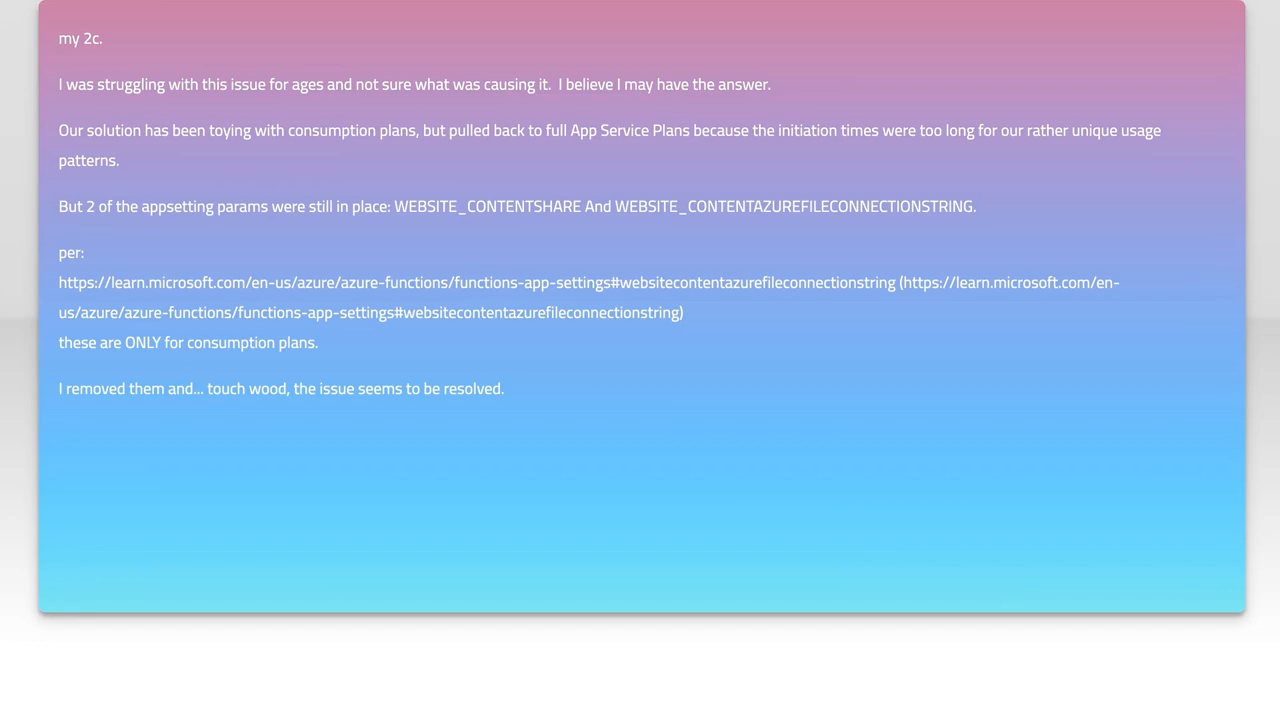 my 2c.
I was struggling with this issue for ages and not sure what was causing it.  I believe I may have the answer.
Our solution has been toying with consumption plans, but pulled back to full App Service Plans because the initiation times were too long for our rather unique usage
patterns.
But 2 of the appsetting params were still in place: WEBSITE_CONTENTSHARE And WEBSITE_CONTENTAZUREFILECONNECTIONSTRING.
per:
https://learn.microsoft.com/en-us/azure/azure-functions/functions-app-settings#websitecontentazurefileconnectionstring (https://learn.microsoft.com/en-
us/azure/azure-functions/functions-app-settings#websitecontentazurefileconnectionstring)
these are ONLY for consumption plans.
I removed them and... touch wood, the issue seems to be resolved.